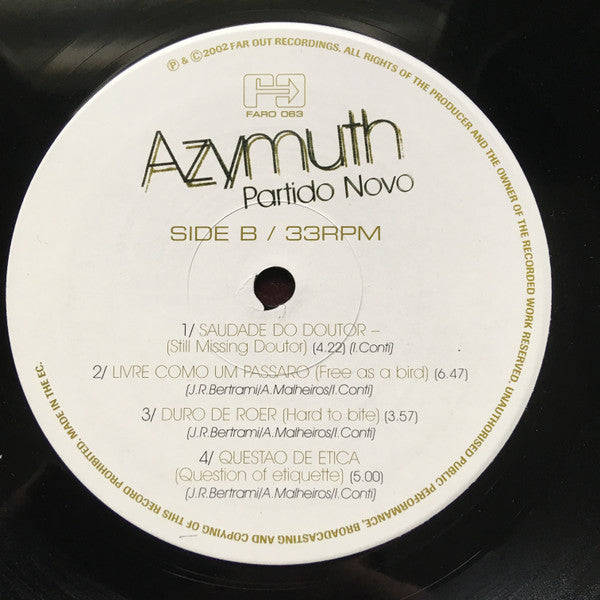 ℗ & © 2002 FAR OUT RECORDINGS. ALL RIGHTS OF THE PRODUCER AND THE OWNER OF THE RECORDED WORK RESERVED. UNAUTHORISED PUBLIC PERFORMANCE, BROADCASTING AND COPYING OF THIS RECORD PROHIBITED. MADE IN THE EC.
FARO 063
Azymuth
Partido Novo
SIDE B / 33RPM
1/ SAUDADE DO DOUTOR –
(Still Missing Doutor) (4.22) [I.Conti]
2/ LIVRE COMO UM PASSARO (Free as a bird) (6.47)
[J.R.Bertrami/A.Malheiros/I.Conti]
3/ DURO DE ROER (Hard to bite) (3.57)
[J.R.Bertrami/A.Malheiros/I.Conti]
4/ QUESTAO DE ETICA
(Question of etiquette) (5.00)
[J.R.Bertrami/A.Malheiros/I.Conti]